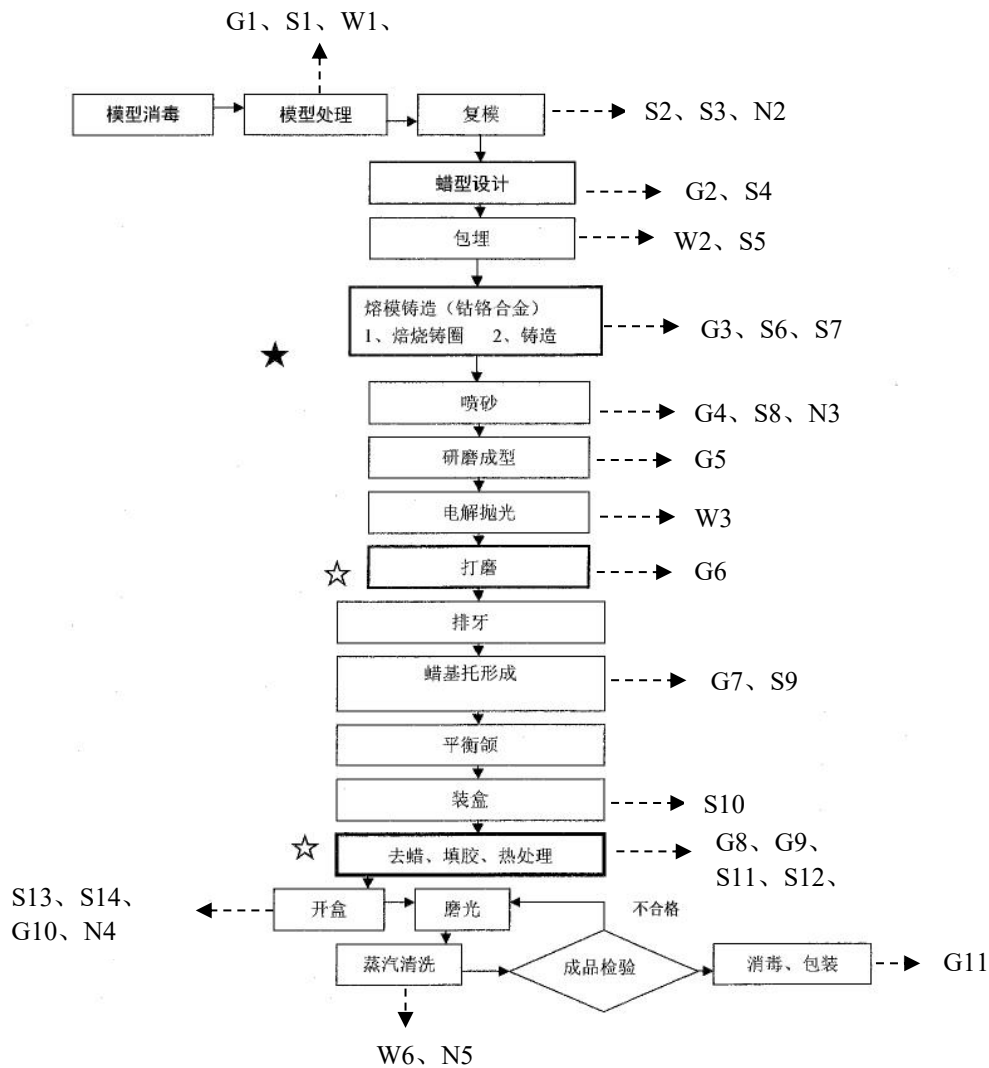 G1、S1、W1、
模型消毒
模型处理
复模
S2、S3、N2
蜡型设计
G2、S4
包埋
W2、S5
熔模铸造（钴铬合金）
1、焙烧铸圈 2、铸造
G3、S6、S7
喷砂
G4、S8、N3
研磨成型
G5
电解抛光
W3
打磨
G6
排牙
蜡基托形成
G7、S9
平衡颌
装盒
S10
去蜡、填胶、热处理
G8、G9、
S11、S12、
S13、S14、
G10、N4
开盒
磨光
不合格
蒸汽清洗
成品检验
消毒、包装
G11
W6、N5